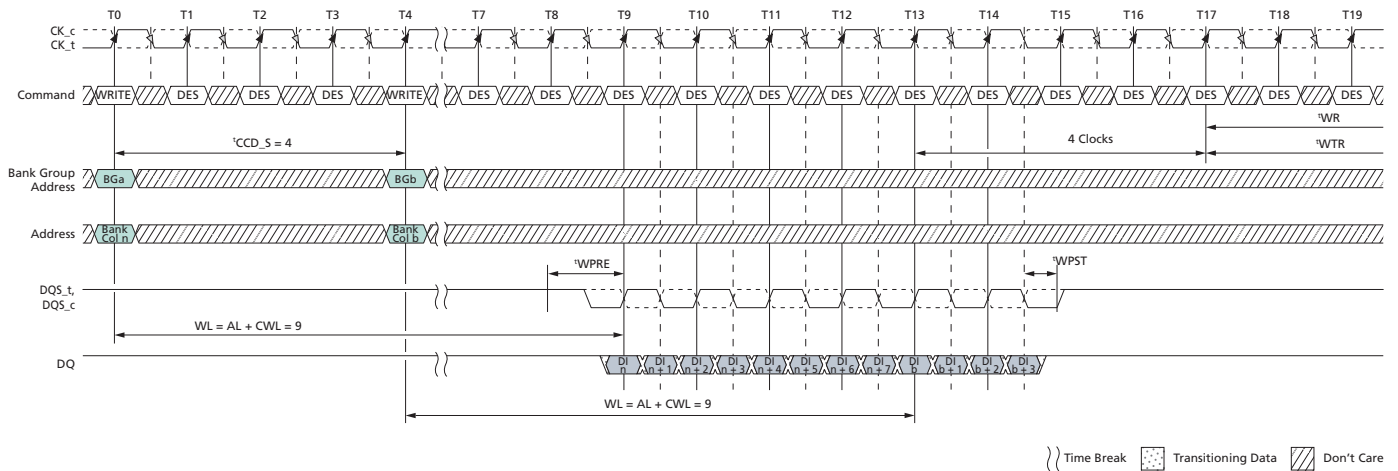 T0 T1 T2 T3 T4 T7 T8 T9 T10 T11 T12 T13 T14 T15 T16 T17 T18 T19
CK_c
CK_t
Command WRITE DES DES DES WRITE DES DES DES DES DES DES DES DES DES DES DES DES DES
tWR
tCCD_S = 4 4 Clocks tWTR
Bank Group
Address
BGa BGb
Address
Bank
Col n
Bank
Col b
tWPRE tWPST
DQS_t,
DQS_c
WL = AL + CWL = 9
DQ
DI
n
DI
n + 1
DI
n + 2
DI
n + 3
DI
n + 4
DI
n + 5
DI
n + 6
DI
n + 7
DI
b
DI
b + 1
DI
b + 2
DI
b + 3
WL = AL + CWL = 9
Time Break Transitioning Data Don't Care